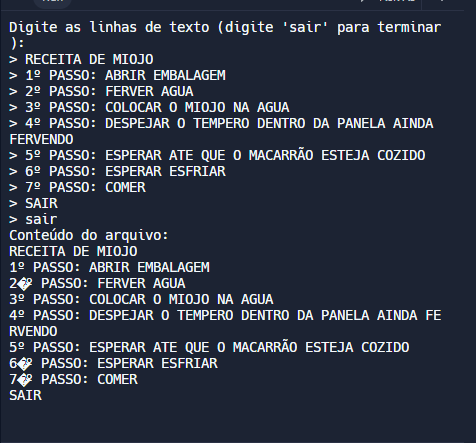 Digite as linhas de texto (digite 'sair' para terminar
):
> RECEITA DE MIOJO
> 1º PASSO: ABRIR EMBALAGEM
> 2º PASSO: FERVER AGUA
> 3º PASSO: COLOCAR O MIOJO NA AGUA
> 4º PASSO: DESPEJAR O TEMPERO DENTRO DA PANELA AINDA
FERVENDO
> 5º PASSO: ESPERAR ATE QUE O MACARRÃO ESTEJA COZIDO
> 6º PASSO: ESPERAR ESFRIAR
> 7º PASSO: COMER
> SAIR
> sair
Conteúdo do arquivo:
RECEITA DE MIOJO
1º PASSO: ABRIR EMBALAGEM
2�º PASSO: FERVER AGUA
3º PASSO: COLOCAR O MIOJO NA AGUA
4º PASSO: DESPEJAR O TEMPERO DENTRO DA PANELA AINDA FE
RVENDO
5º PASSO: ESPERAR ATE QUE O MACARRÃO ESTEJA COZIDO
6�º PASSO: ESPERAR ESFRIAR
7�º PASSO: COMER
SAIR